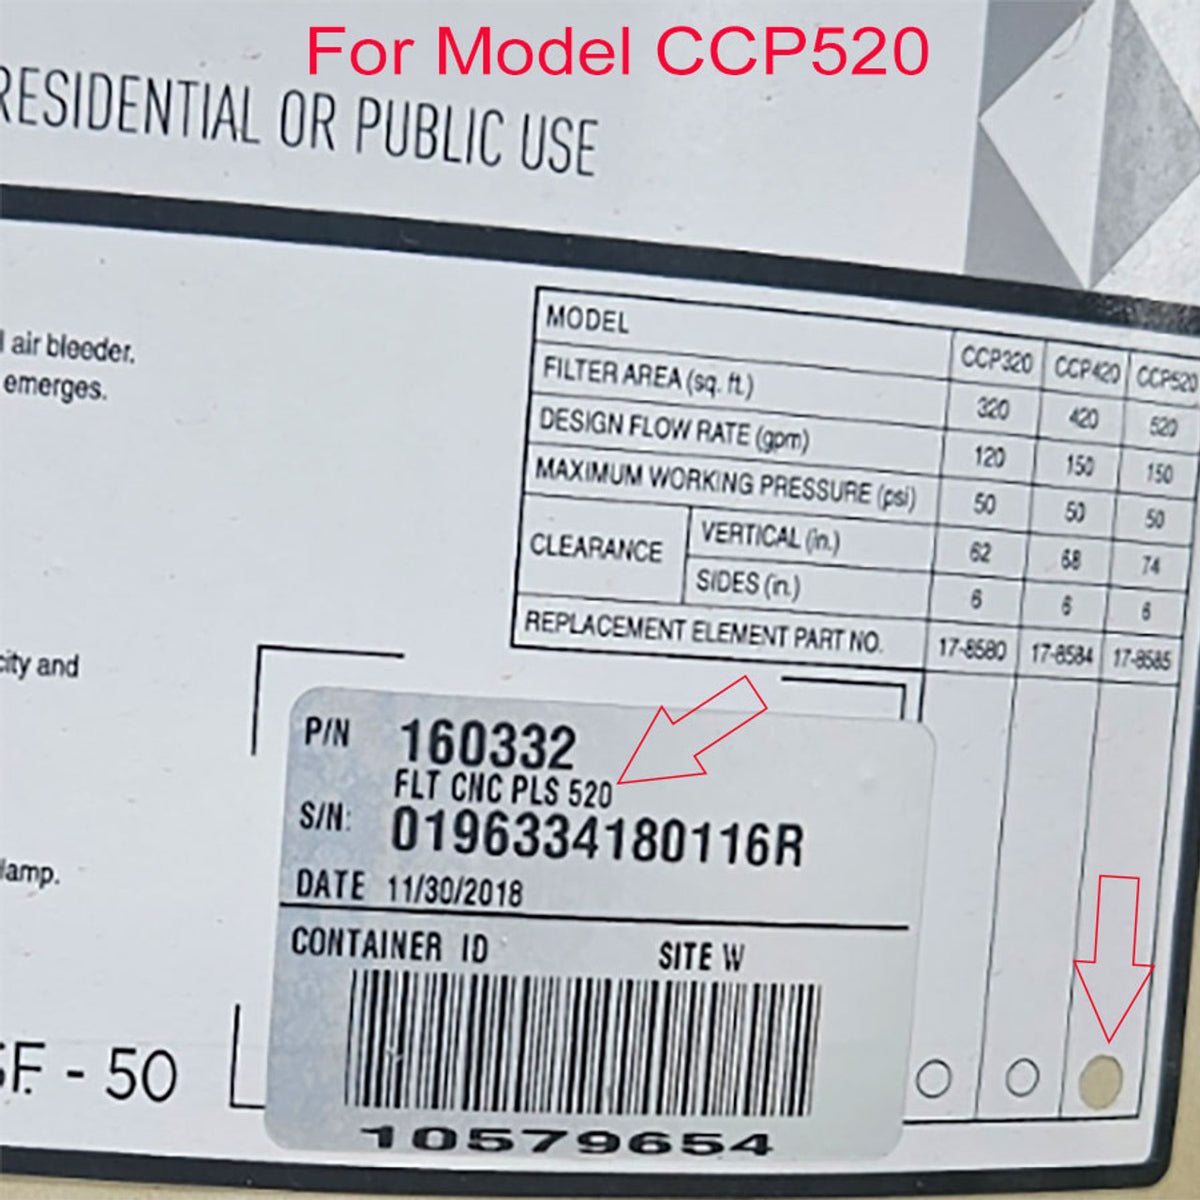 For Model CCP520
RESIDENTIAL OR PUBLIC USE
air bleeder.
emerges.
MODEL CCP320 CCP420 CCP520
FILTER AREA (sq. ft.) 320 420 520
DESIGN FLOW RATE (gpm) 120 150 150
MAXIMUM WORKING PRESSURE (psi) 50 50 50
CLEARANCE VERTICAL (in.) 62 68 74
SIDES (in.) 6 6 6
REPLACEMENT ELEMENT PART NO. 17-8580 17-8584 17-8585
city and
P/N 160332
FLT CNC PLS 520
S/N: 0196334180116R
lamp.
DATE 11/30/2018
CONTAINER ID SITE W
F - 50
10579654